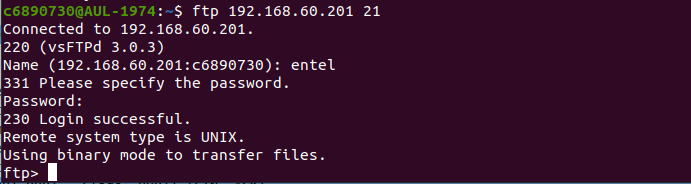 c6890730@AUL-1974:~$ ftp 192.168.60.201 21
Connected to 192.168.60.201.
220 (vsFTPd 3.0.3)
Name (192.168.60.201:c6890730): entel
331 Please specify the password.
Password:
230 Login successful.
Remote system type is UNIX.
Using binary mode to transfer files.
ftp>